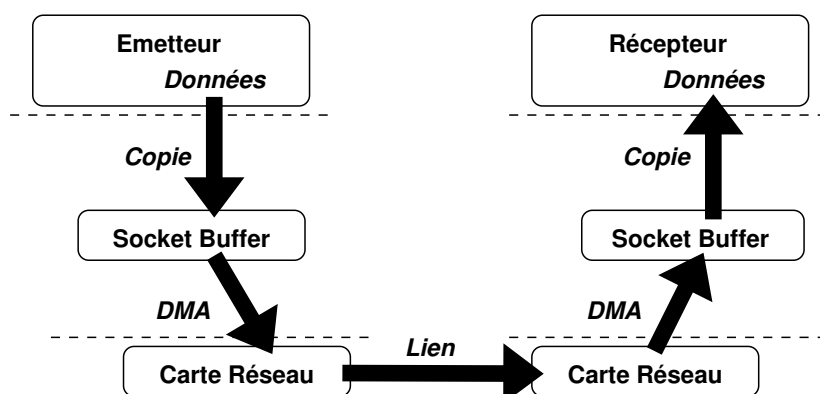 Emetteur
Récepteur
Données
Données
Copie
Copie
Socket Buffer
Socket Buffer
DMA
DMA
Lien
Carte Réseau
Carte Réseau